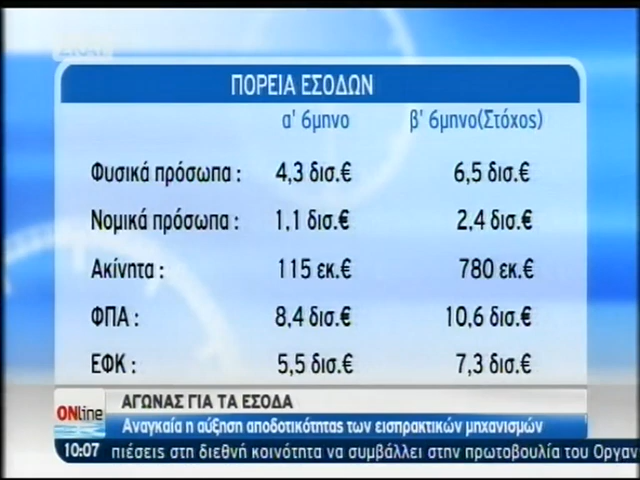 ΣΚΑΪ
ΠΟΡΕΙΑ ΕΣΟΔΩΝ
α' 6μηνο β' 6μηνο(Στόχος)
Φυσικά πρόσωπα : 4,3 δισ.€ 6,5 δισ.€
Νομικά πρόσωπα : 1,1 δισ.€ 2,4 δισ.€
Ακίνητα : 115 εκ.€ 780 εκ.€
ΦΠΑ : 8,4 δισ.€ 10,6 δισ.€
ΕΦΚ : 5,5 δισ.€ 7,3 δισ.€
ΑΓΩΝΑΣ ΓΙΑ ΤΑ ΕΣΟΔΑ
ONline Αναγκαία η αύξηση αποδοτικότητας των εισπρακτικών μηχανισμών
10:07 πιέσεις στη διεθνή κοινότητα να συμβάλλει στην πρωτοβουλία του Οργαν